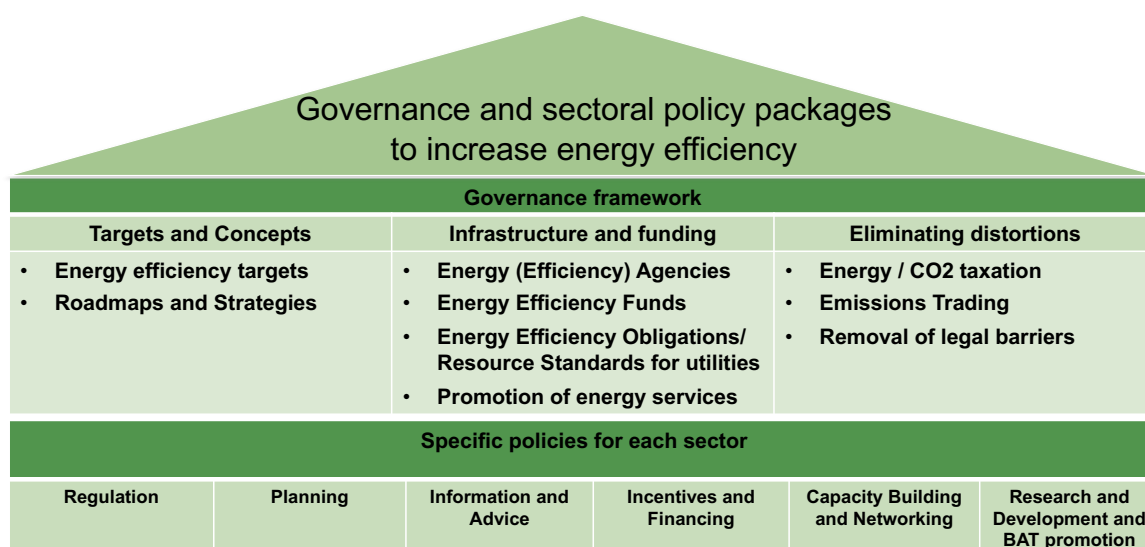 Governance and sectoral policy packages
to increase energy efficiency
Governance framework
Targets and Concepts
• Energy efficiency targets
• Roadmaps and Strategies
Infrastructure and funding
• Energy (Efficiency) Agencies
• Energy Efficiency Funds
• Energy Efficiency Obligations/
Resource Standards for utilities
• Promotion of energy services
Eliminating distortions
• Energy / CO2 taxation
• Emissions Trading
• Removal of legal barriers
Specific policies for each sector
Regulation
Planning
Information and
Advice
Incentives and
Financing
Capacity Building
and Networking
Research and
Development and
BAT promotion